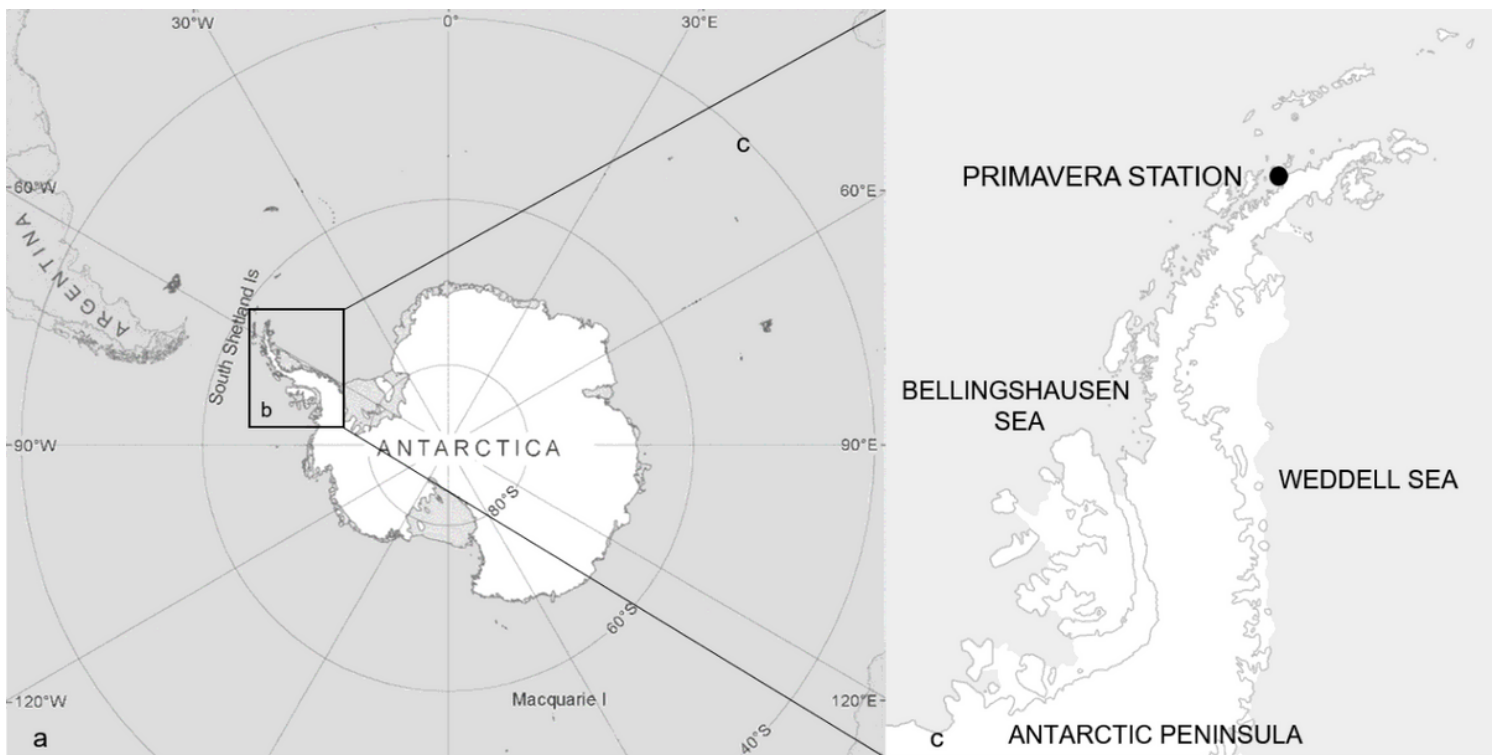 30°W
0°
30°E
c
60°W
60°E
ARGENTINA
South Shetland Is
b
90°W
ANTARCTICA
90°E
80°S
60°S
120°W
Macquarie I
120°E
40°S
a
PRIMAVERA STATION
BELLINGSHAUSEN
SEA
WEDDELL SEA
c
ANTARCTIC PENINSULA